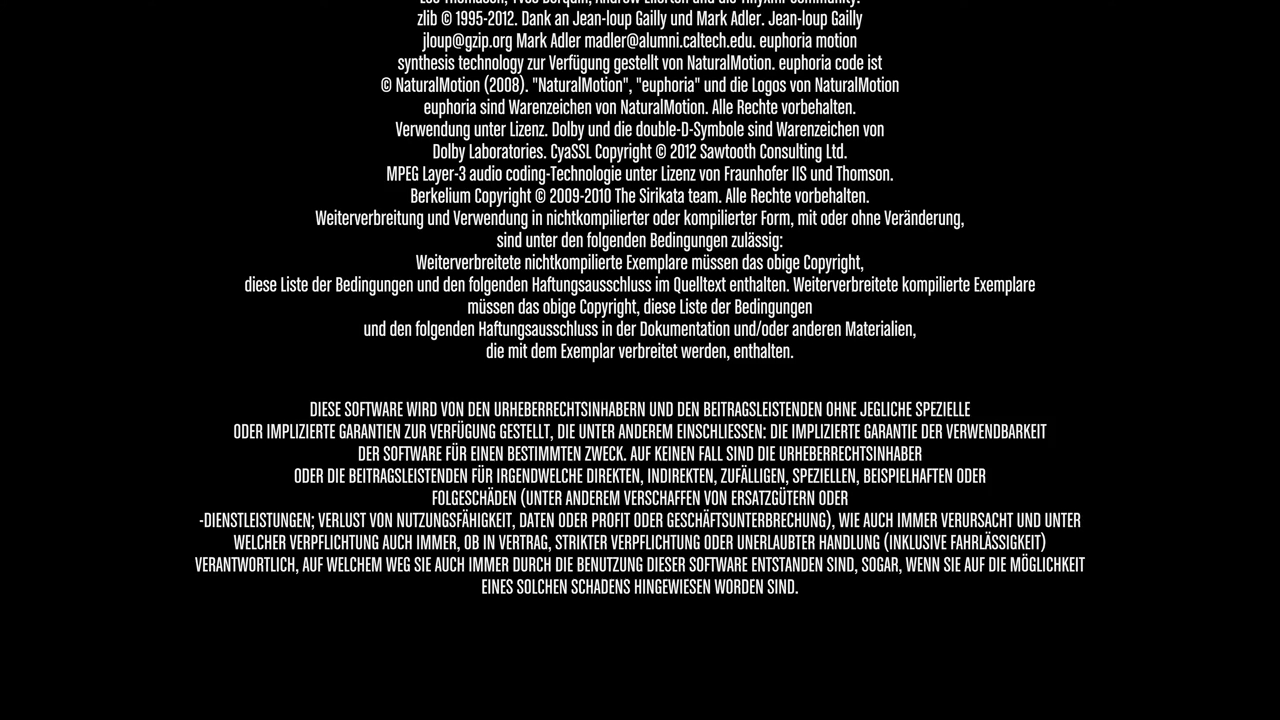 Leo Thomason, Yves Berquin, Andrew Ellerton und die TinyXml-Community.
zlib © 1995-2012. Dank an Jean-loup Gailly und Mark Adler. Jean-loup Gailly
jloup@gzip.org Mark Adler madler@alumni.caltech.edu. euphoria motion
synthesis technology zur Verfügung gestellt von NaturalMotion. euphoria code ist
© NaturalMotion (2008). "NaturalMotion", "euphoria" und die Logos von NaturalMotion
euphoria sind Warenzeichen von NaturalMotion. Alle Rechte vorbehalten.
Verwendung unter Lizenz. Dolby und die double-D-Symbole sind Warenzeichen von
Dolby Laboratories. CyaSSL Copyright © 2012 Sawtooth Consulting Ltd.
MPEG Layer-3 audio coding-Technologie unter Lizenz von Fraunhofer IIS und Thomson.
Berkelium Copyright © 2009-2010 The Sirikata team. Alle Rechte vorbehalten.
Weiterverbreitung und Verwendung in nichtkompilierter oder kompilierter Form, mit oder ohne Veränderung,
sind unter den folgenden Bedingungen zulässig:
Weiterverbreitete nichtkompilierte Exemplare müssen das obige Copyright,
diese Liste der Bedingungen und den folgenden Haftungsausschluss im Quelltext enthalten. Weiterverbreitete kompilierte Exemplare
müssen das obige Copyright, diese Liste der Bedingungen
und den folgenden Haftungsausschluss in der Dokumentation und/oder anderen Materialien,
die mit dem Exemplar verbreitet werden, enthalten.
DIESE SOFTWARE WIRD VON DEN URHEBERRECHTSINHABERN UND DEN BEITRAGSLEISTENDEN OHNE JEGLICHE SPEZIELLE
ODER IMPLIZIERTE GARANTIEN ZUR VERFÜGUNG GESTELLT, DIE UNTER ANDEREM EINSCHLIESSEN: DIE IMPLIZIERTE GARANTIE DER VERWENDBARKEIT
DER SOFTWARE FÜR EINEN BESTIMMTEN ZWECK. AUF KEINEN FALL SIND DIE URHEBERRECHTSINHABER
ODER DIE BEITRAGSLEISTENDEN FÜR IRGENDWELCHE DIREKTEN, INDIREKTEN, ZUFÄLLIGEN, SPEZIELLEN, BEISPIELHAFTEN ODER
FOLGESCHÄDEN (UNTER ANDEREM VERSCHAFFEN VON ERSATZGÜTERN ODER
-DIENSTLEISTUNGEN; VERLUST VON NUTZUNGSFÄHIGKEIT, DATEN ODER PROFIT ODER GESCHÄFTSUNTERBRECHUNG), WIE AUCH IMMER VERURSACHT UND UNTER
WELCHER VERPFLICHTUNG AUCH IMMER, OB IN VERTRAG, STRIKTER VERPFLICHTUNG ODER UNERLAUBTER HANDLUNG (INKLUSIVE FAHRLÄSSIGKEIT)
VERANTWORTLICH, AUF WELCHEM WEG SIE AUCH IMMER DURCH DIE BENUTZUNG DIESER SOFTWARE ENTSTANDEN SIND, SOGAR, WENN SIE AUF DIE MÖGLICHKEIT
EINES SOLCHEN SCHADENS HINGEWIESEN WORDEN SIND.